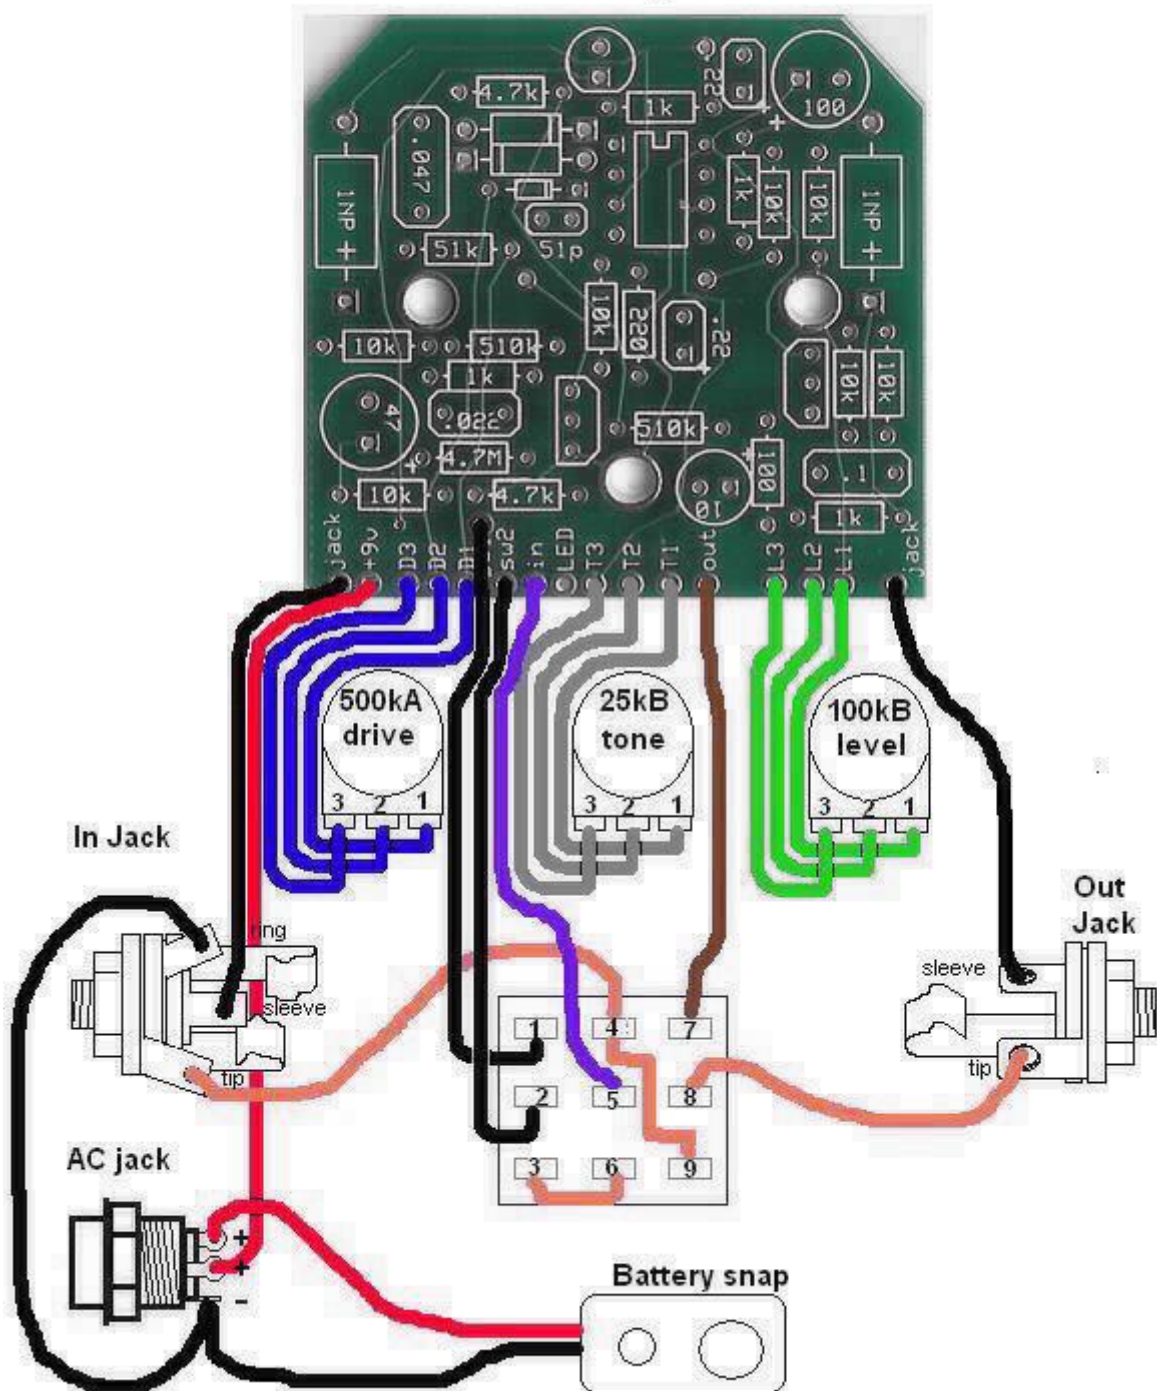 4.7k
1k
.22
100
.047
1NP +
51k
51p
1k
10k
10k
1NP +
10k
220
.22
10k
510k
1k
47
.022
510k
10k
10k
4.7M
100
10
.1
10k
4.7k
1k
jack
+9v
D3
D2
D1
sw2
in
LED
T3
T2
T1
out
L3
L2
L1
jack
500kA
drive
3 2 1
25kB
tone
3 2 1
100kB
level
3 2 1
In Jack
ring
sleeve
tip
Out
Jack
sleeve
tip
1 4 7
2 5 8
3 6 9
AC jack
+
+
-
Battery snap